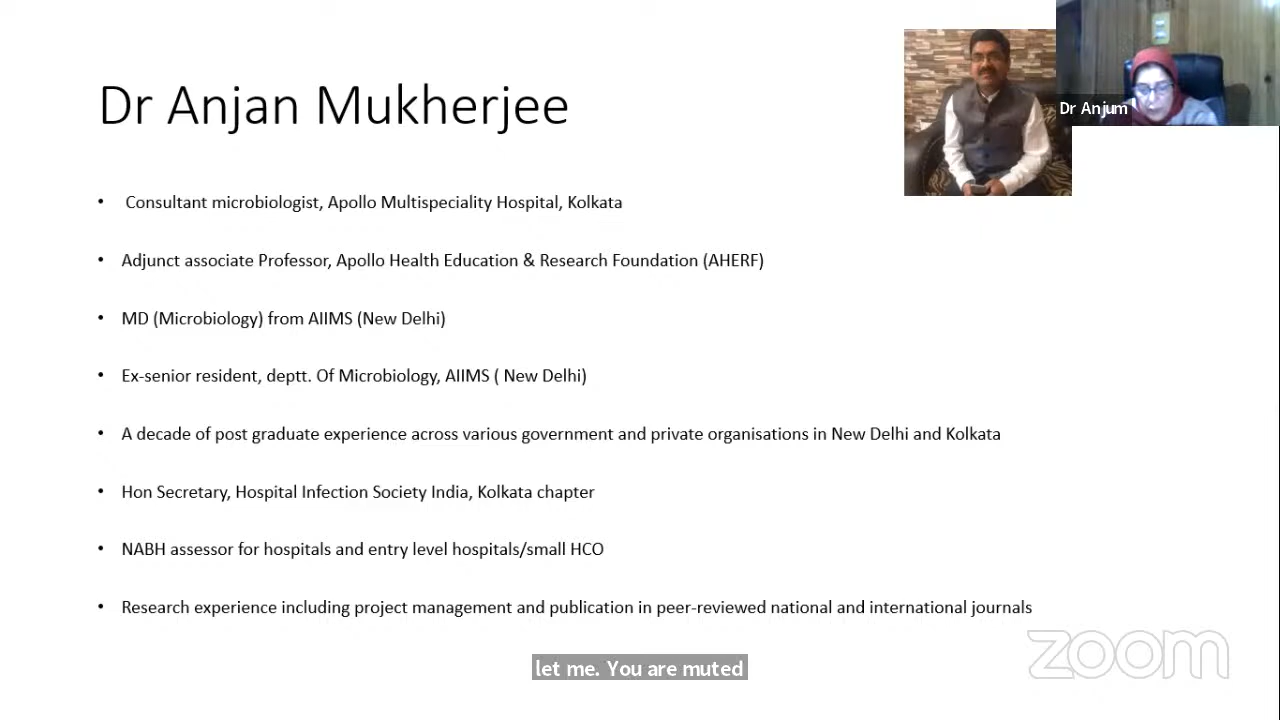 Dr Anjan Mukherjee
Dr Anjum
• Consultant microbiologist, Apollo Multispeciality Hospital, Kolkata
• Adjunct associate Professor, Apollo Health Education & Research Foundation (AHERF)
• MD (Microbiology) from AIIMS (New Delhi)
• Ex-senior resident, deptt. Of Microbiology, AIIMS ( New Delhi)
• A decade of post graduate experience across various government and private organisations in New Delhi and Kolkata
• Hon Secretary, Hospital Infection Society India, Kolkata chapter
• NABH assessor for hospitals and entry level hospitals/small HCO
• Research experience including project management and publication in peer-reviewed national and international journals
zoom
let me. You are muted